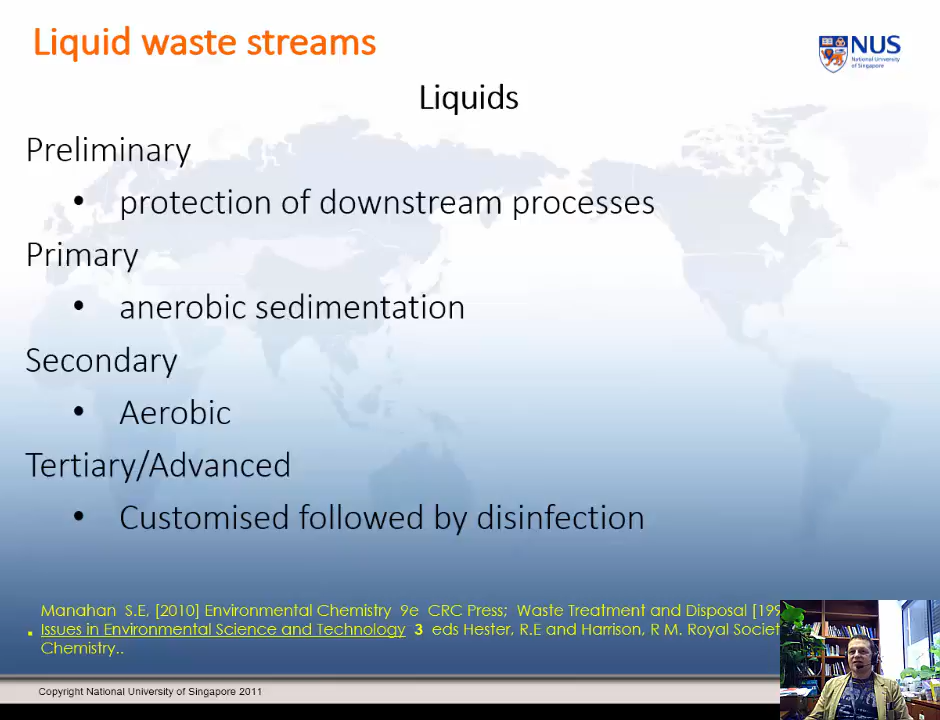 Liquid waste streams
NUS
National University
of Singapore
Liquids
Preliminary
• protection of downstream processes
Primary
• anerobic sedimentation
Secondary
• Aerobic
Tertiary/Advanced
• Customised followed by disinfection
Manahan S.E, [2010] Environmental Chemistry 9e CRC Press; Waste Treatment and Disposal
Issues in Environmental Science and Technology 3 eds Hester, R.E and Harrison, R M. Royal
Chemistry..
Copyright National University of Singapore 2011